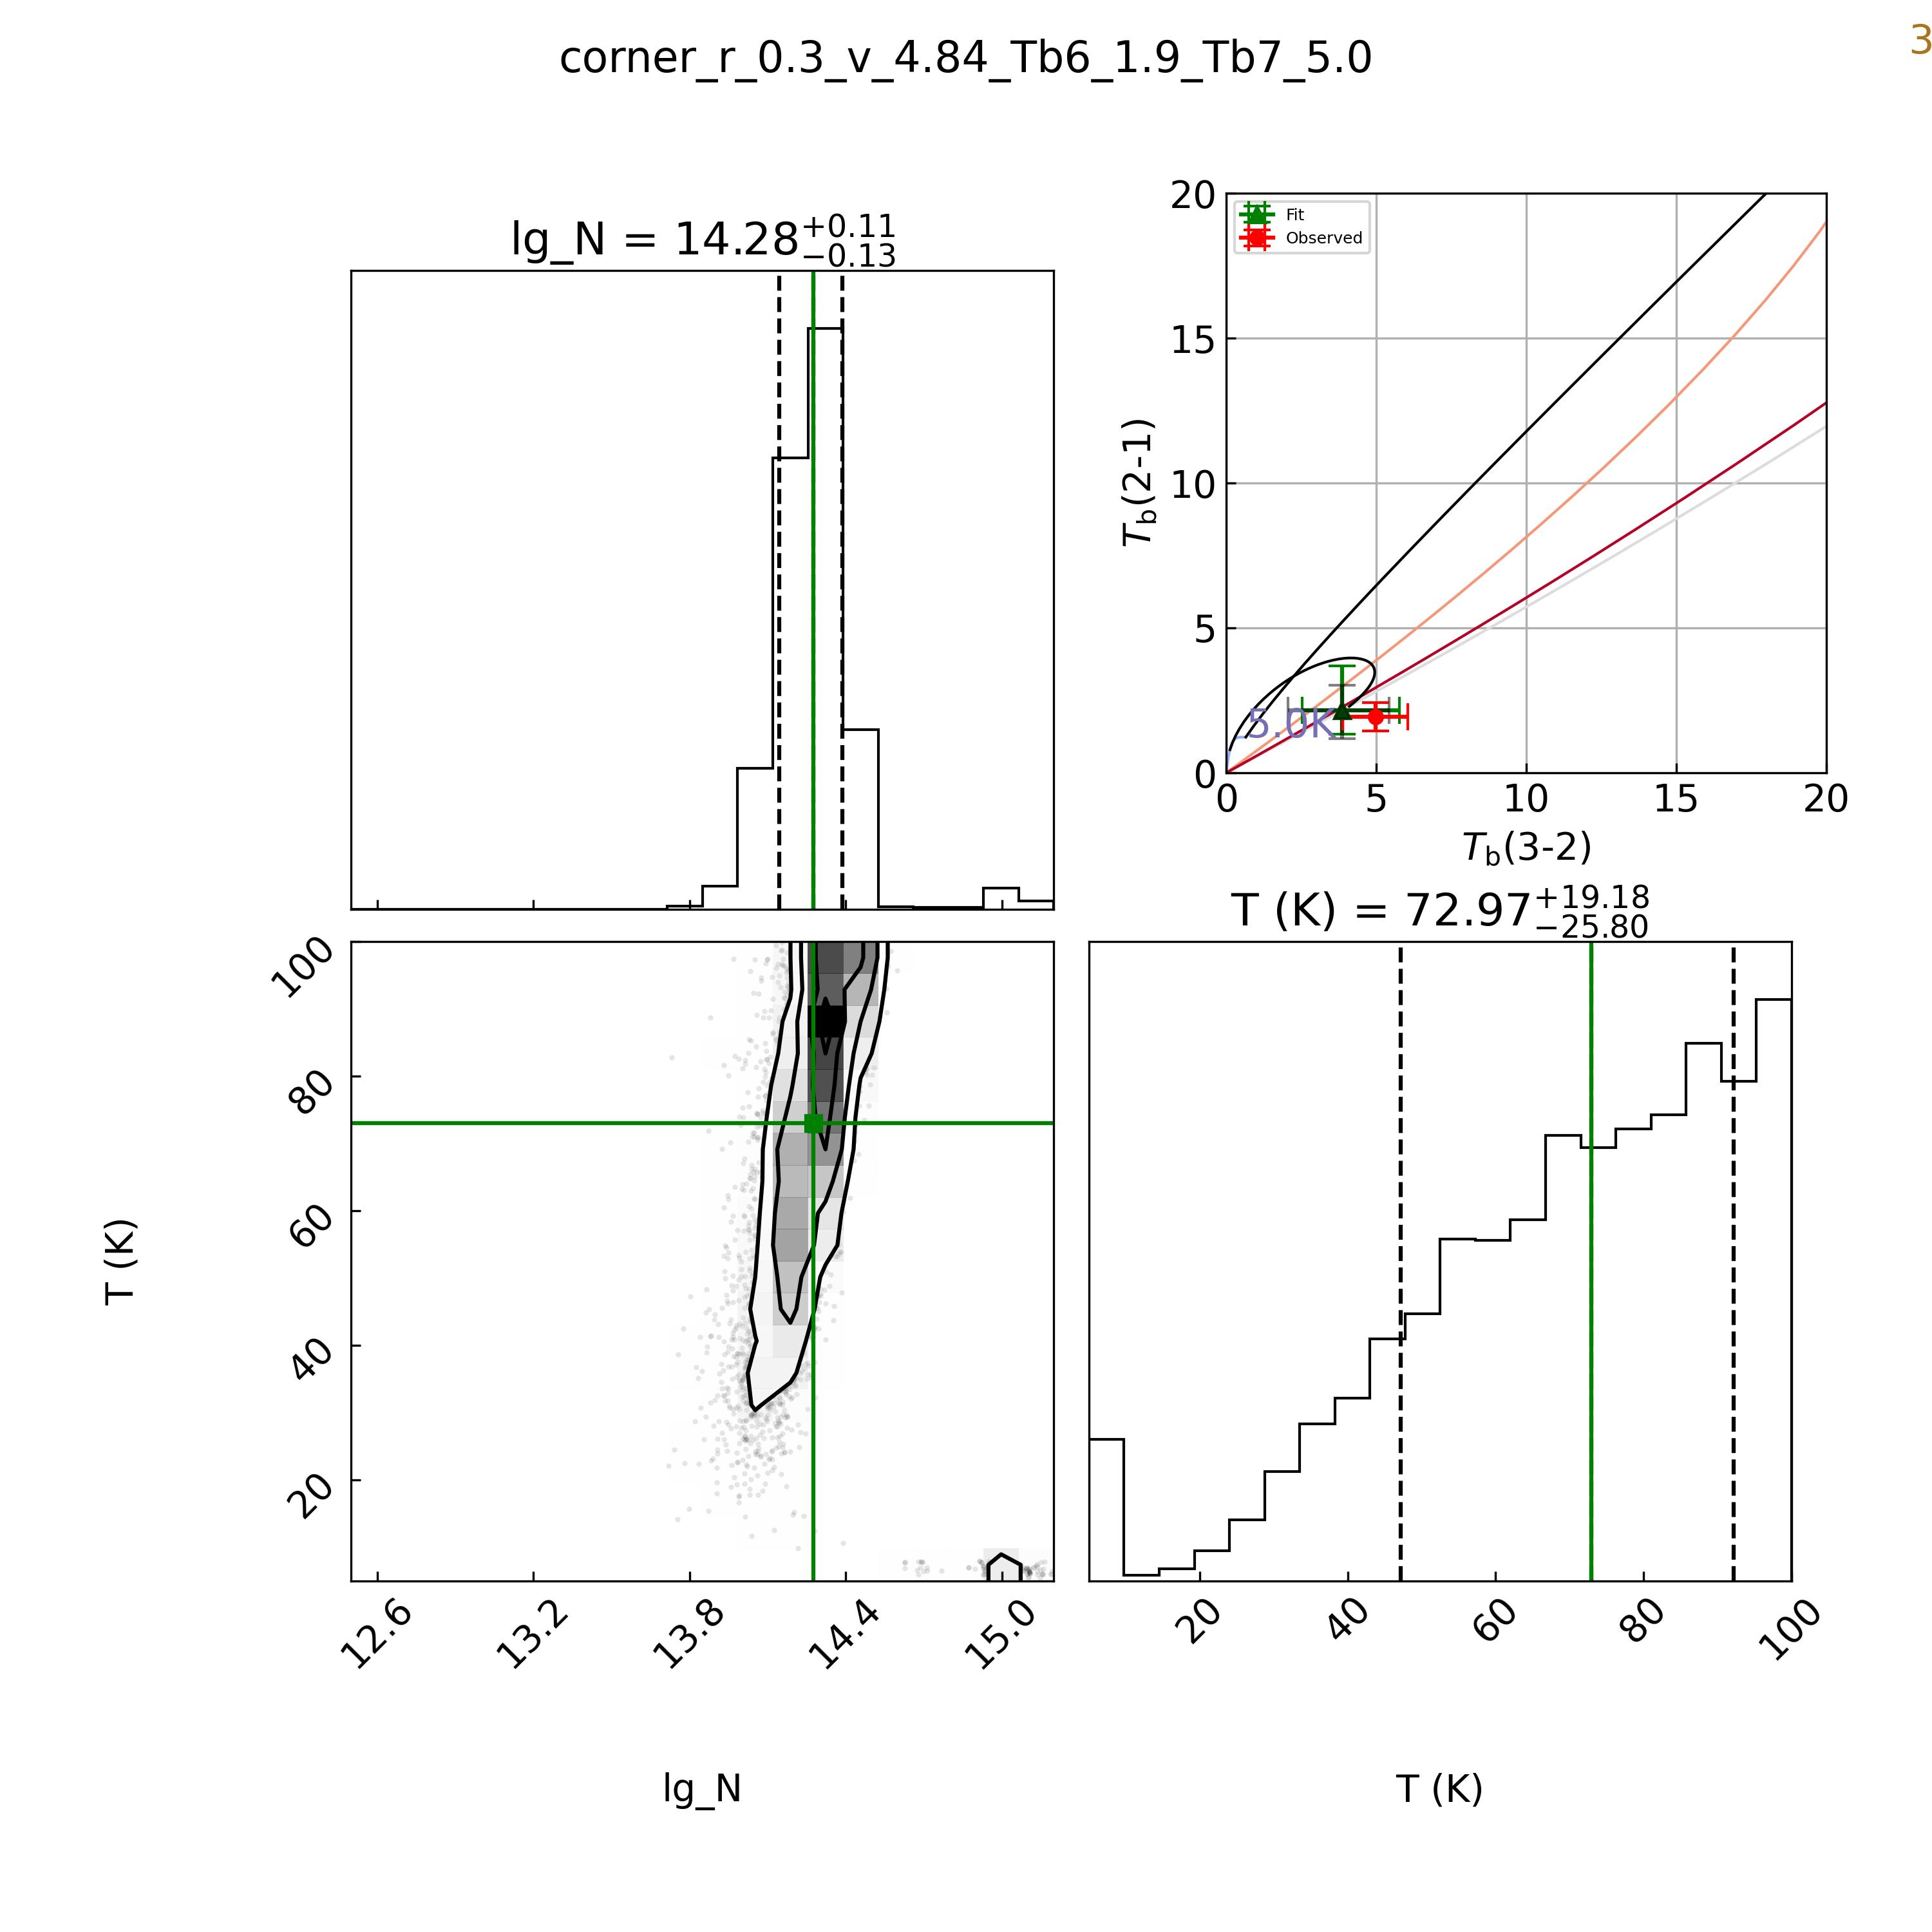 3
corner_r_0.3_v_4.84_Tb6_1.9_Tb7_5.0
lg_N = 14.28+0.11−0.13
20
15
10
5
0
Tb(2-1)
Fit
Observed
5.0K
0 5 10 15 20
Tb(3-2)
T (K) = 72.97+19.18−25.80
100
80
60
40
20
T (K)
12.6 13.2 13.8 14.4 15.0
lg_N
20 40 60 80 100
T (K)